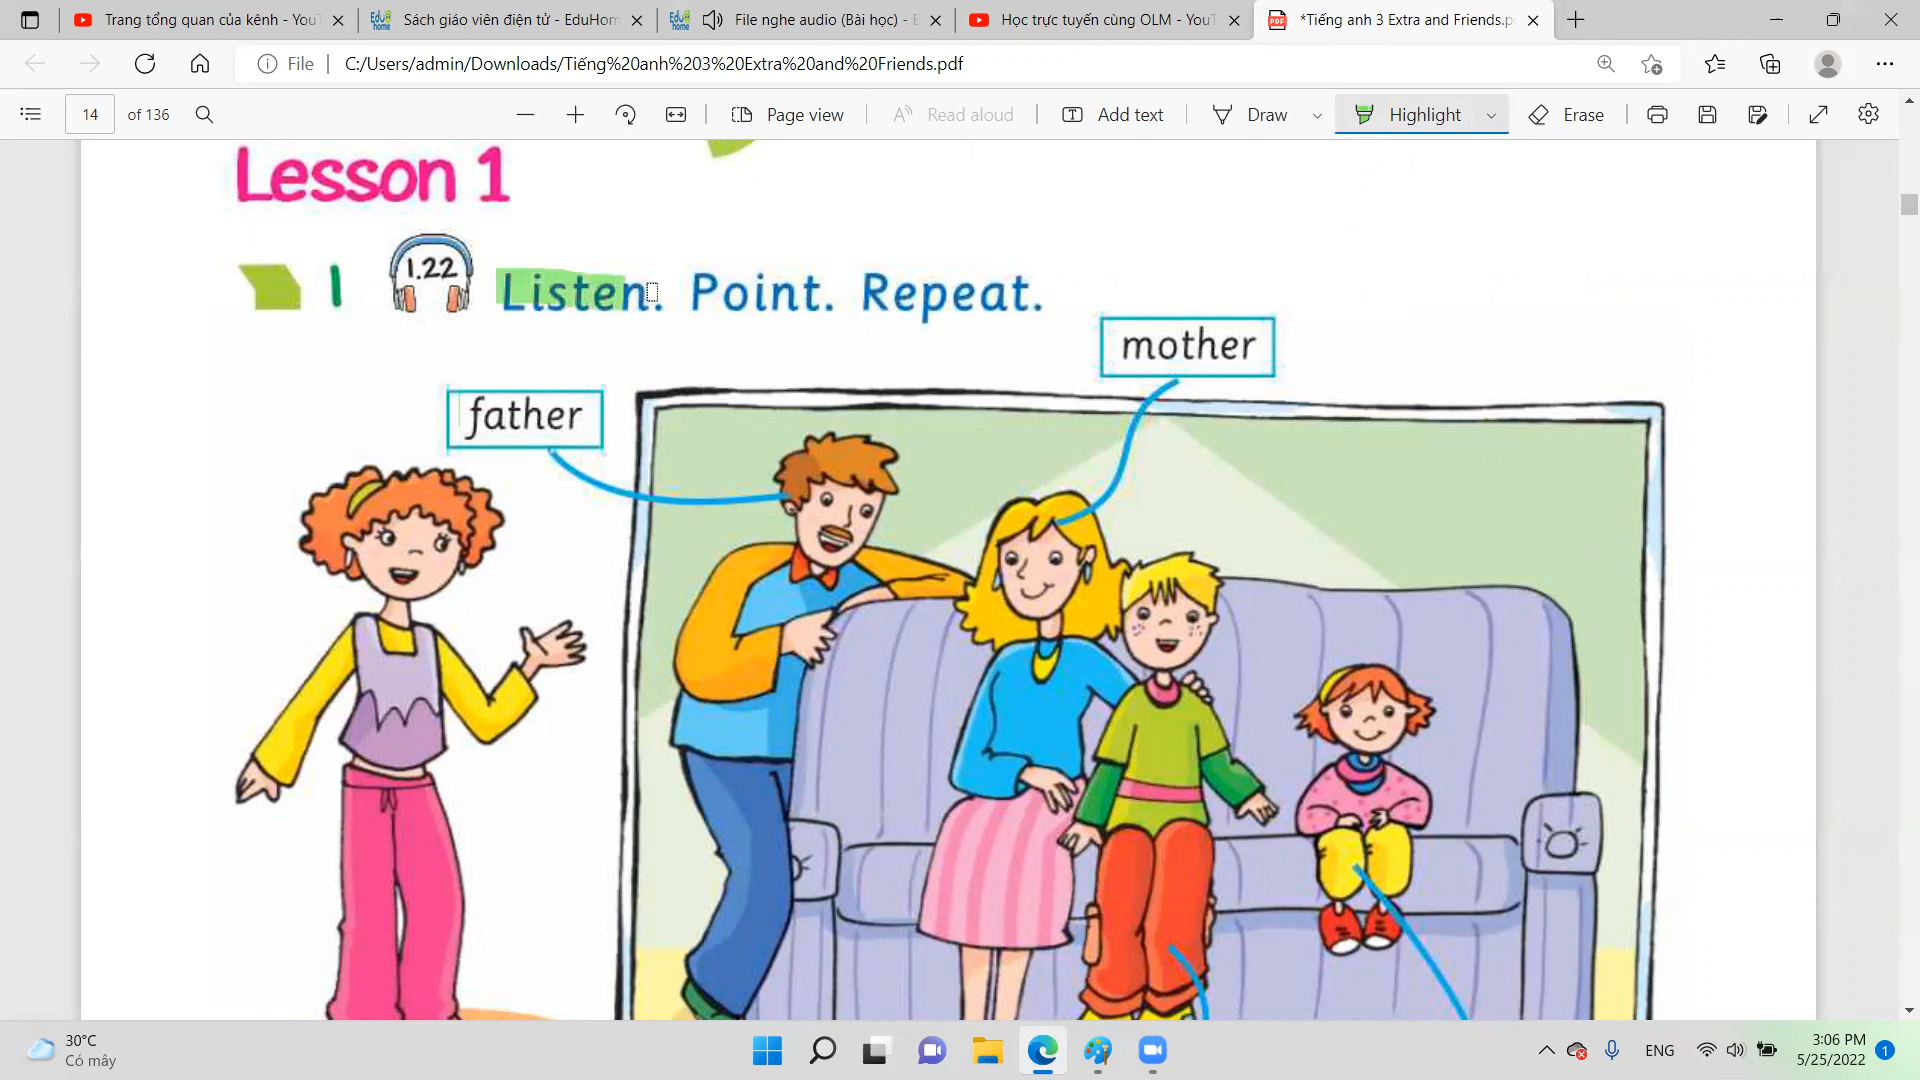 Trang tổng quan của kênh - YouT
Sách giáo viên điện tử - EduHom
File nghe audio (Bài học) - E
Học trực tuyến cùng OLM - YouT
*Tiếng anh 3 Extra and Friends.p
File
C:/Users/admin/Downloads/Tiếng%20anh%203%20Extra%20and%20Friends.pdf
14 of 136
Page view
Read aloud
Add text
Draw
Highlight
Erase
Lesson 1
1 1.22 Listen. Point. Repeat.
mother
father
30°C
Có mây
ENG
3:06 PM
5/25/2022
1